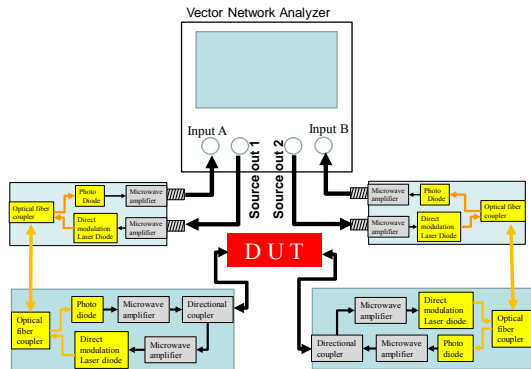 Vector Network Analyzer
Input A
Source out 1
Source out 2
Input B
Optical fiber
coupler
Photo
Diode
Microwave
amplifier
Direct
modulation
Laser Diode
Microwave
amplifier
Microwave
amplifier
Photo
Diode
Microwave
amplifier
Direct
modulation
Laser Diode
Optical fiber
coupler
D U T
Optical
fiber
coupler
Photo
diode
Microwave
amplifier
Directional
coupler
Direct
modulation
Laser diode
Microwave
amplifier
Microwave
amplifier
Direct
modulation
Laser diode
Directional
coupler
Microwave
amplifier
Photo
diode
Optical
fiber
coupler